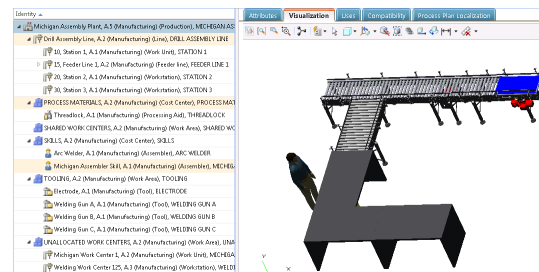 Identity
Attributes Visualization Uses Compatibility Process Plan Localization
Michigan Assembly Plant, A.5 (Manufacturing) (Production), MICHIGAN AS
Drill Assembly Line, A.2 (Manufacturing) (Line), DRILL ASSEMBLY LINE
10, Station 1, A.1 (Manufacturing) (Work Unit), STATION 1
15, Feeder Line 1, A.2 (Manufacturing) (Feeder line), FEEDER LINE 1
20, Station 2, A.1 (Manufacturing) (Workstation), STATION 2
30, Station 3, A.1 (Manufacturing) (Workstation), STATION 3
PROCESS MATERIALS, A.2 (Manufacturing) (Cost Center), PROCESS MAT
Threadlock, A.1 (Manufacturing) (Processing-Aid), THREADLOCK
SHARED WORK CENTERS, A.2 (Manufacturing) (Work Area), SHARED WO
SKILLS, A.2 (Manufacturing) (Cost Center), SKILLS
Arc Welder, A.1 (Manufacturing) (Assembler), ARC WELDER
Michigan Assembler Skill, A.1 (Manufacturing) (Assembler), MICHIGA
TOOLING, A.2 (Manufacturing) (Work Area), TOOLING
Electrode, A.1 (Manufacturing) (Tool), ELECTRODE
Welding Gun A, A.1 (Manufacturing) (Tool), WELDING GUN A
Welding Gun B, A.1 (Manufacturing) (Tool), WELDING GUN B
Welding Gun C, A.1 (Manufacturing) (Tool), WELDING GUN C
UNALLOCATED WORK CENTERS, A.2 (Manufacturing) (Work Area), UNA
Michigan Work Center 1, A.2 (Manufacturing) (Work Unit), MICHIGAN
Welding Work Center 125, A.3 (Manufacturing) (Workstation), WELDI
Y
X